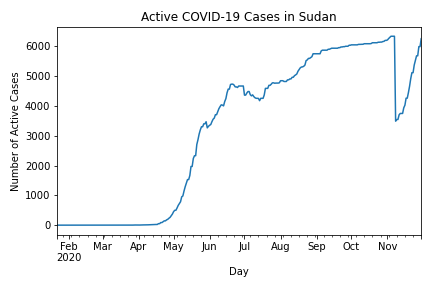 Active COVID-19 Cases in Sudan
Number of Active Cases
6000
5000
4000
3000
2000
1000
0
Feb Mar Apr May Jun Jul Aug Sep Oct Nov
2020
Day